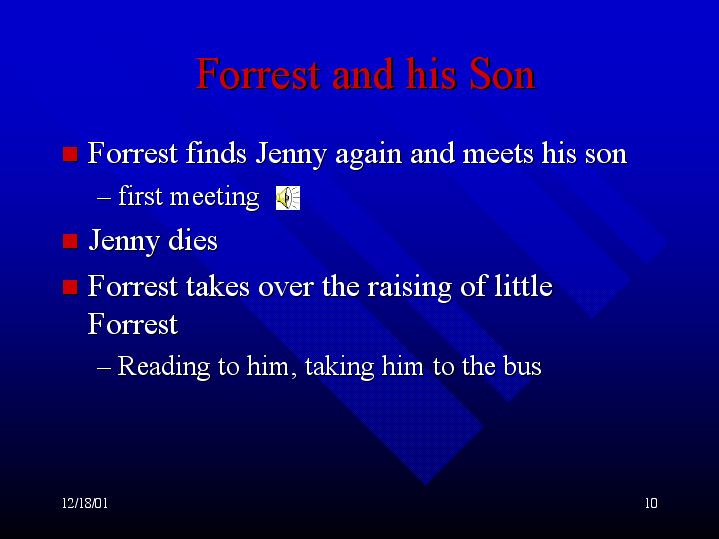 Forrest and his Son
Forrest finds Jenny again and meets his son
– first meeting
Jenny dies
Forrest takes over the raising of little
Forrest
– Reading to him, taking him to the bus
12/18/01
10